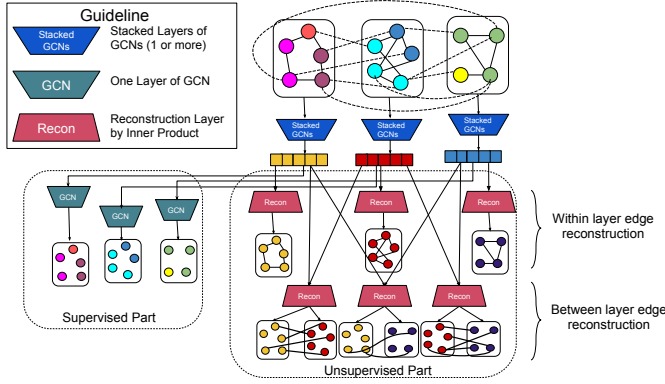 Guideline
Stacked
GCNs
Stacked Layers of
GCNs (1 or more)
GCN
One Layer of GCN
Recon
Reconstruction Layer
by Inner Product
Stacked
GCNs
Stacked
GCNs
Stacked
GCNs
GCN
GCN
GCN
Recon
Recon
Recon
Within layer edge
reconstruction
Recon
Recon
Recon
Between layer edge
reconstruction
Supervised Part
Unsupervised Part